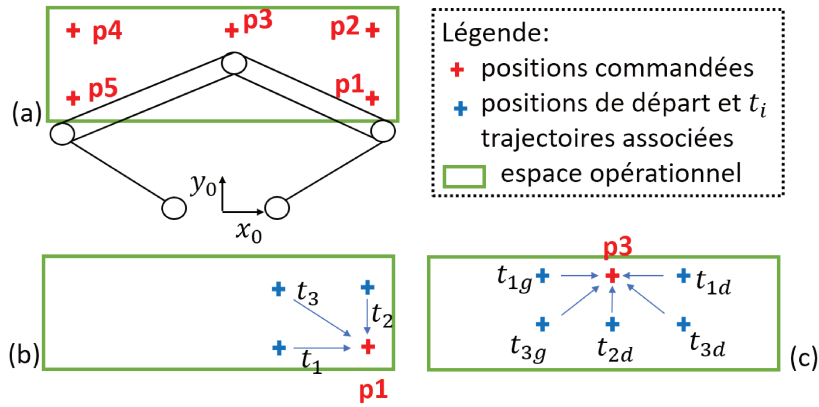 p4
p3
p2
p5
p1
(a)
y₀
x₀
Légende:
positions commandées
positions de départ et tᵢ
trajectoires associées
espace opérationnel
(b)
t₃
t₂
t₁
p1
p3
t₁g
t₁d
t₃g
t₂d
t₃d
(c)